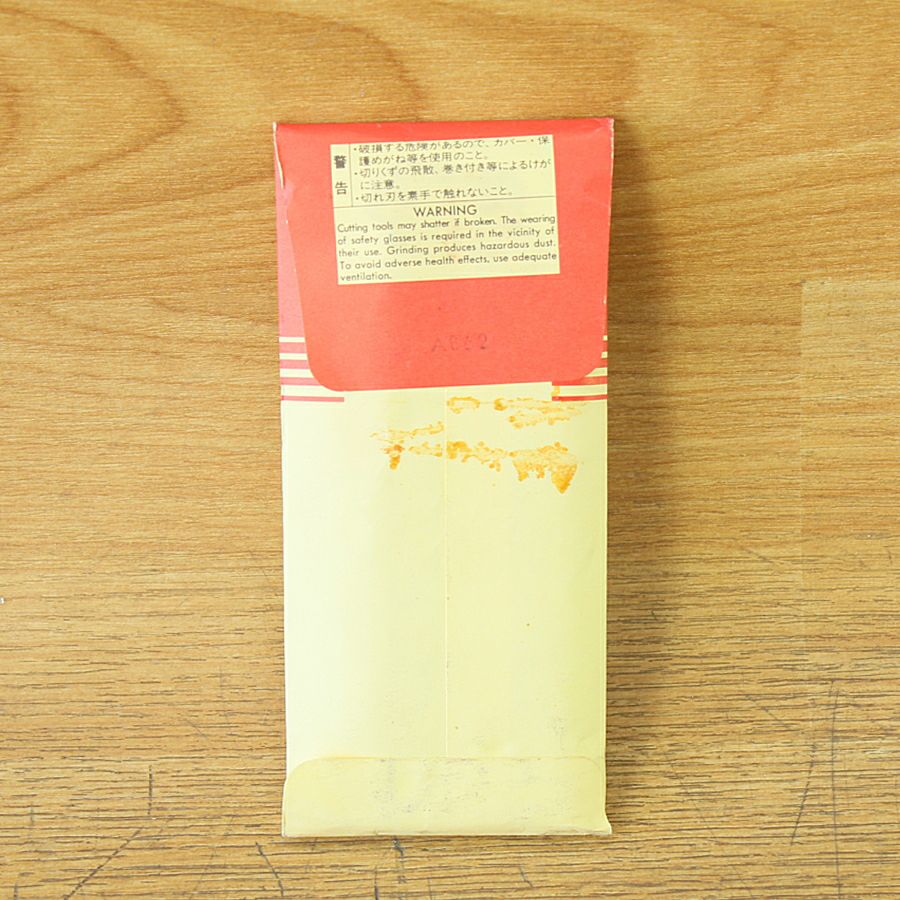 警告
・破損する危険があるので、カバー・保
護めがね等を使用のこと。
・切りくずの飛散、巻き付き等によるけが
に注意。
・切れ刃を素手で触れないこと。
WARNING
Cutting tools may shatter if broken. The wearing
of safety glasses is required in the vicinity of
their use. Grinding produces hazardous dust.
To avoid adverse health effects, use adequate
ventilation.